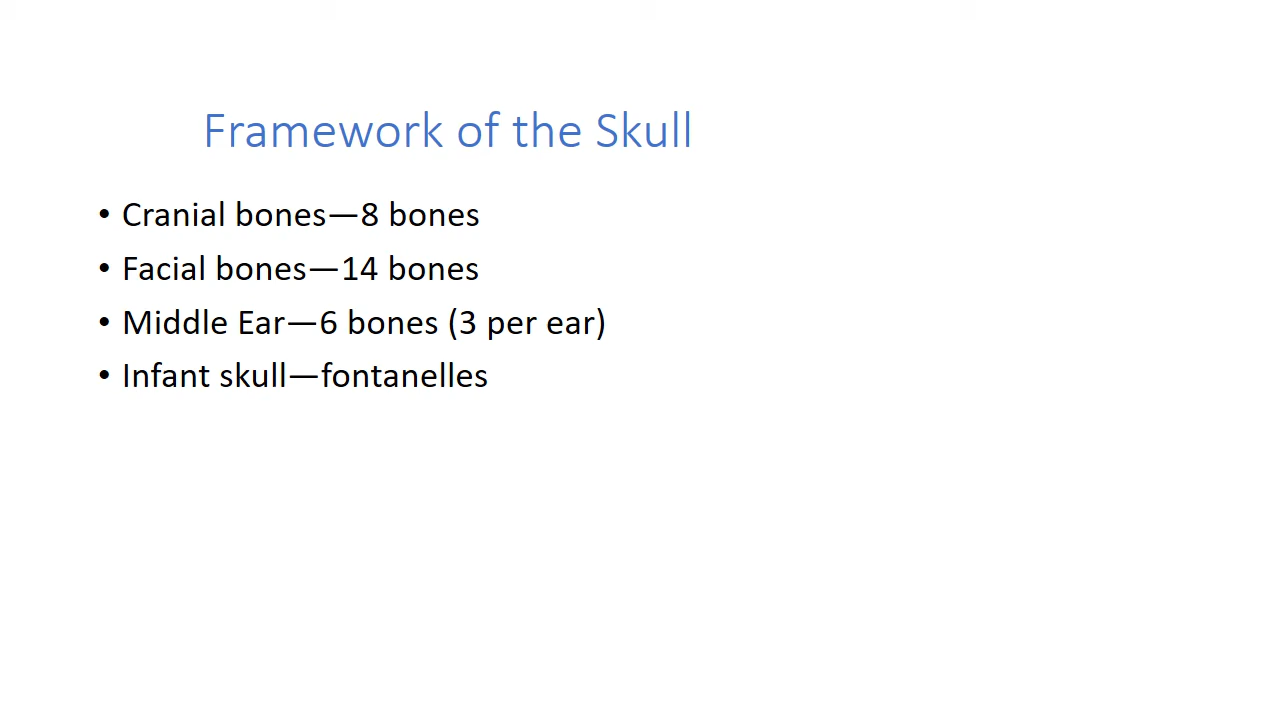 Framework of the Skull
• Cranial bones—8 bones
• Facial bones—14 bones
• Middle Ear—6 bones (3 per ear)
• Infant skull—fontanelles